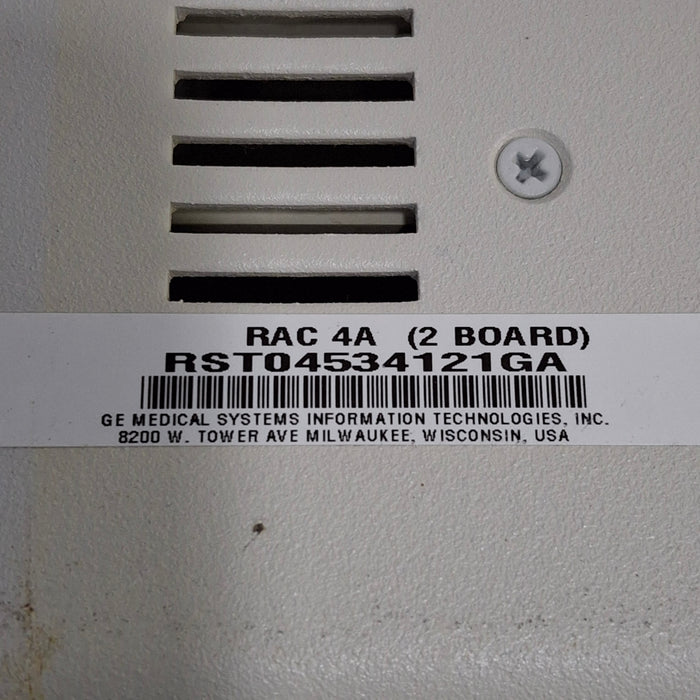 RAC 4A (2 BOARD)
RST04534121GA
GE MEDICAL SYSTEMS INFORMATION TECHNOLOGIES, INC.
8200 W. TOWER AVE MILWAUKEE, WISCONSIN, USA